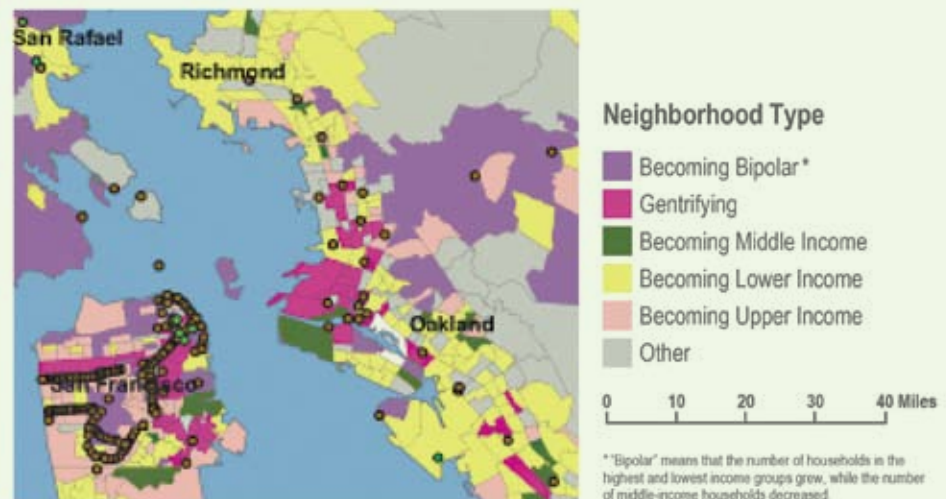 San Rafael
Richmond
Oakland
San Francisco
Neighborhood Type
Becoming Bipolar*
Gentrifying
Becoming Middle Income
Becoming Lower Income
Becoming Upper Income
Other
0 10 20 30 40 Miles
* "Bipolar" means that the number of households in the
highest and lowest income groups grew, while the number
of middle-income households decreased.